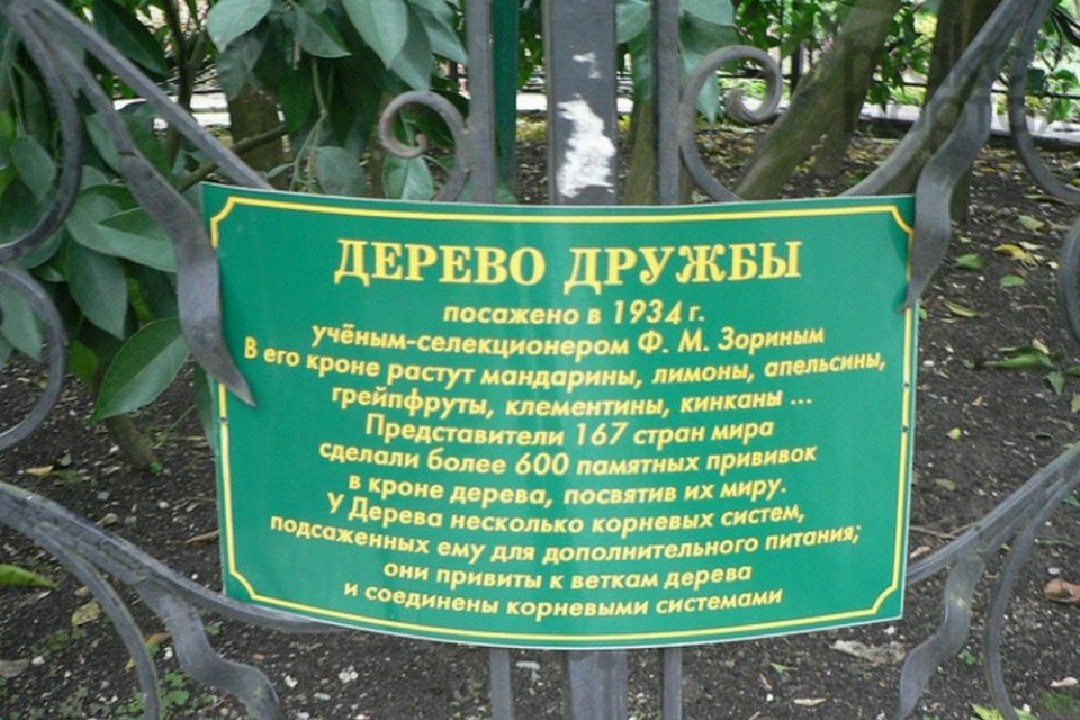 ДЕРЕВО ДРУЖБЫ
посажено в 1934 г.
учёным-селекционером Ф. М. Зориным
В его кроне растут мандарины, лимоны, апельсины,
грейпфруты, клементины, кинканы ...
Представители 167 стран мира
сделали более 600 памятных прививок
в кроне дерева, посвятив их миру.
У Дерева несколько корневых систем,
подсаженных ему для дополнительного питания;
они привиты к веткам дерева
и соединены корневыми системами